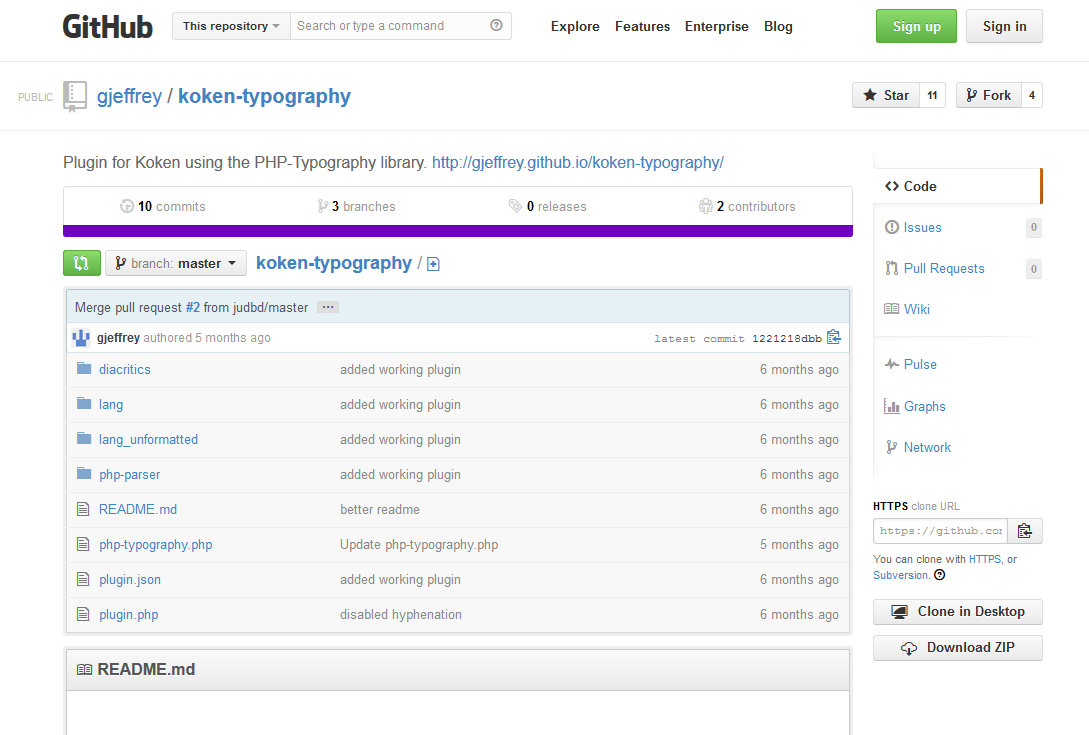 GitHub This repository Search or type a command Explore Features Enterprise Blog Sign up Sign in
PUBLIC gjeffrey / koken-typography Star 11 Fork 4
Plugin for Koken using the PHP-Typography library. http://gjeffrey.github.io/koken-typography/
10 commits 3 branches 0 releases 2 contributors
branch: master koken-typography /
Merge pull request #2 from judbd/master ...
gjeffrey authored 5 months ago latest commit 1221218dbb
diacritics added working plugin 6 months ago
lang added working plugin 6 months ago
lang_unformatted added working plugin 6 months ago
php-parser added working plugin 6 months ago
README.md better readme 6 months ago
php-typography.php Update php-typography.php 5 months ago
plugin.json added working plugin 6 months ago
plugin.php disabled hyphenation 6 months ago
README.md
Code
Issues 0
Pull Requests 0
Wiki
Pulse
Graphs
Network
HTTPS clone URL
https://github.con
You can clone with HTTPS, or
Subversion.
Clone in Desktop
Download ZIP